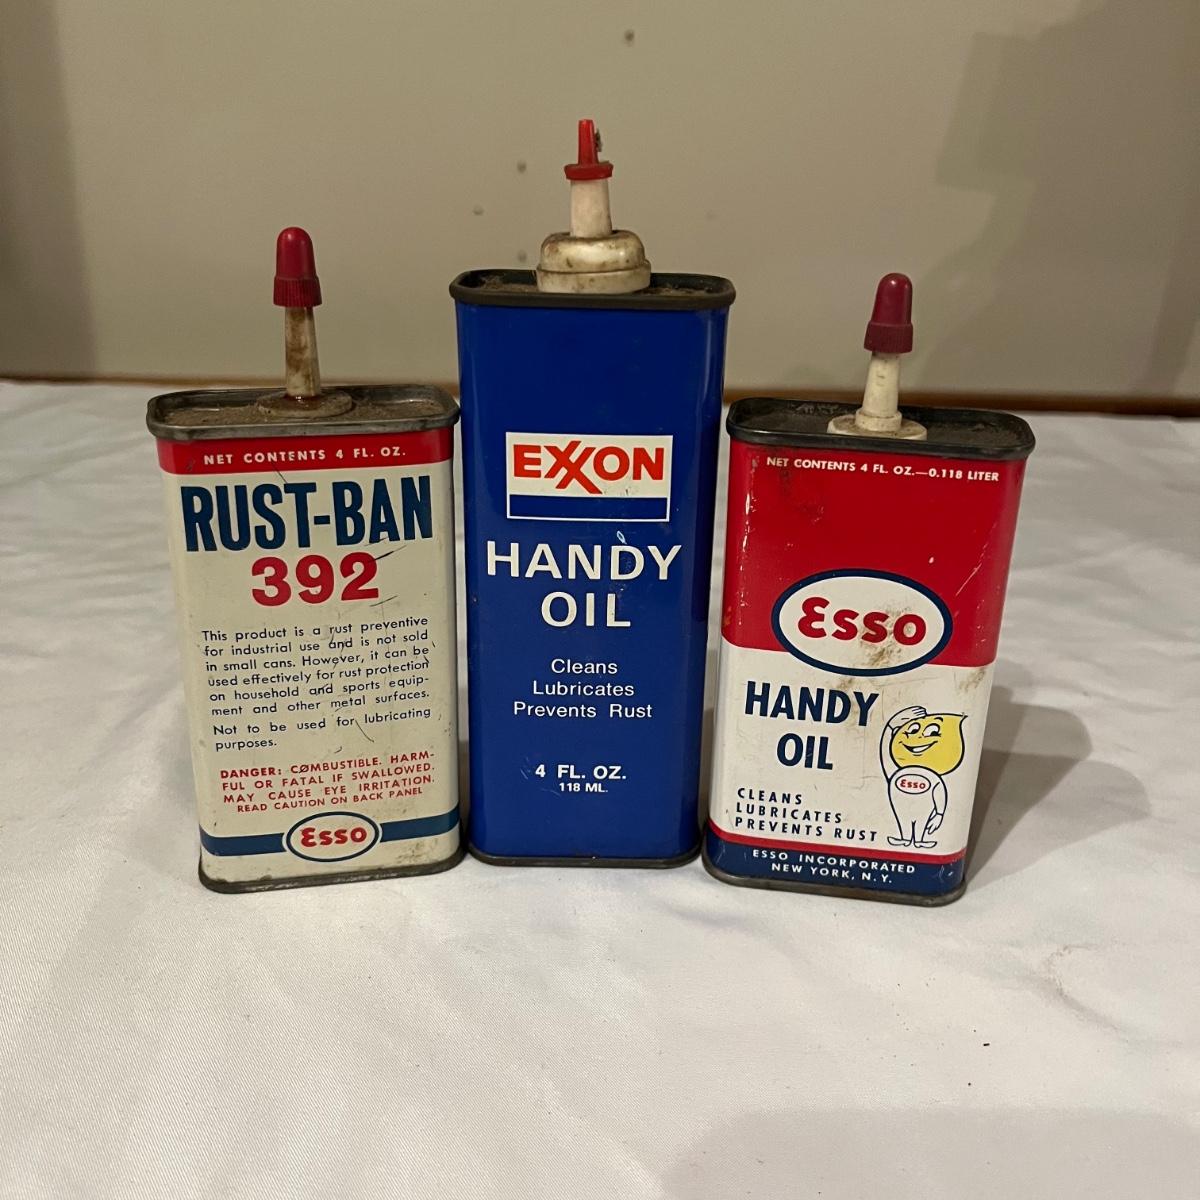 NET CONTENTS 4 FL. OZ.
RUST-BAN
392
This product is a rust preventive
for industrial use and is not sold
in small cans. However, it can be
used effectively for rust protection
on household and sports equip-
ment and other metal surfaces.
Not to be used for lubricating
purposes.
DANGER: COMBUSTIBLE. HARM-
FUL OR FATAL IF SWALLOWED.
MAY CAUSE EYE IRRITATION.
READ CAUTION ON BACK PANEL
Esso
EXXON
HANDY
OIL
Cleans
Lubricates
Prevents Rust
4 FL. OZ.
118 ML.
NET CONTENTS 4 FL. OZ.—0.118 LITER
Esso
HANDY
OIL
Esso
CLEANS
LUBRICATES
PREVENTS RUST
ESSO INCORPORATED
NEW YORK, N.Y.